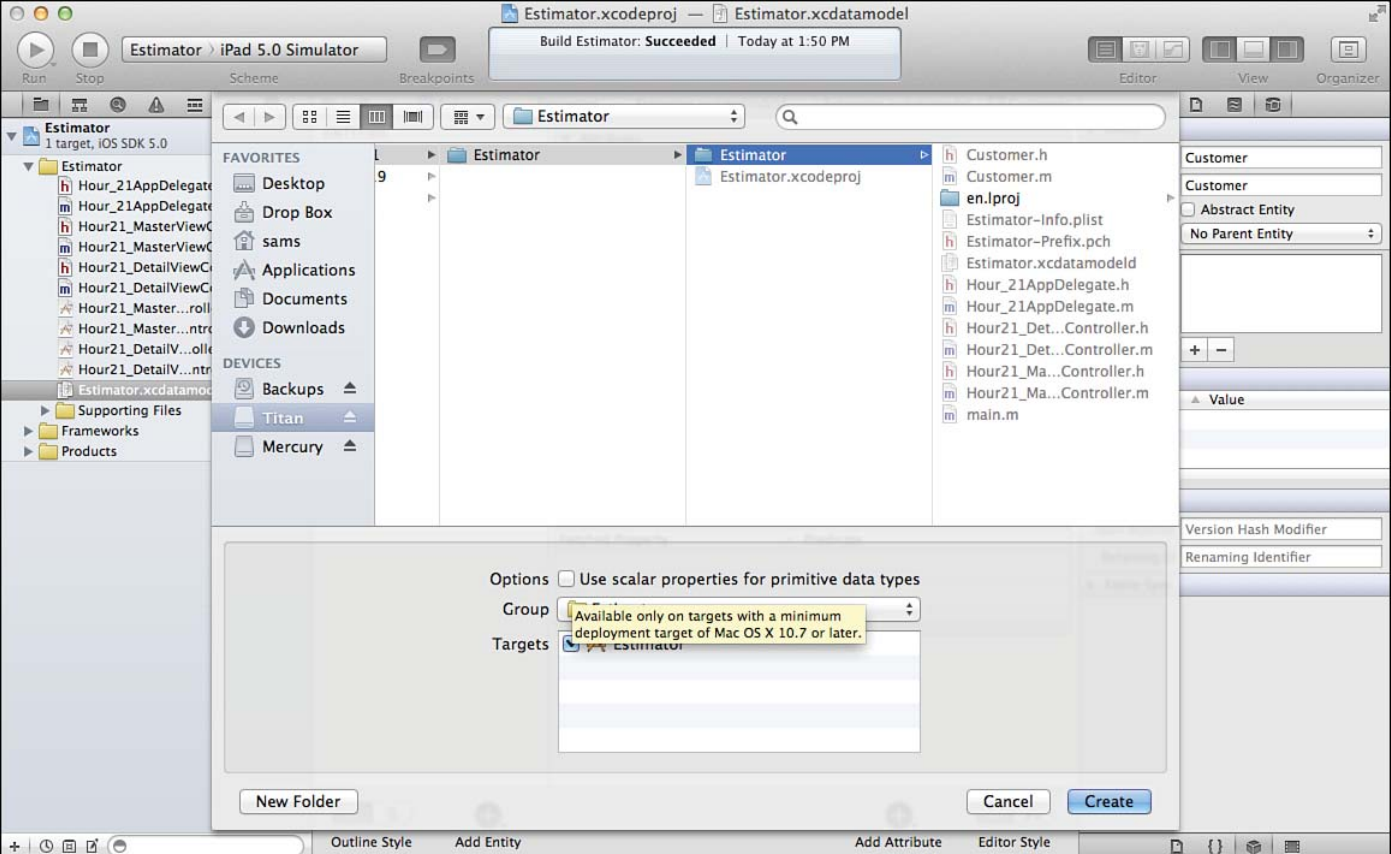 Estimator.xcodeproj — Estimator.xcdatamodel
Estimator › iPad 5.0 Simulator
Build Estimator: Succeeded | Today at 1:50 PM
Run Stop Scheme Breakpoints Editor View Organizer
Estimator
1 target, iOS SDK 5.0
Estimator
Hour_21AppDelegate
Hour_21AppDelegate
Hour21_MasterViewC
Hour21_MasterViewC
Hour21_DetailViewC
Hour21_DetailViewC
Hour21_Master...roll
Hour21_Master...ntro
Hour21_DetailV...olle
Hour21_DetailV...ntr
Estimator.xcdatamod
Supporting Files
Frameworks
Products
Estimator
FAVORITES
Desktop
Drop Box
sams
Applications
Documents
Downloads
DEVICES
Backups
Titan
Mercury
1
9
Estimator
Estimator
Estimator.xcodeproj
Customer.h
Customer.m
en.lproj
Estimator-Info.plist
Estimator-Prefix.pch
Estimator.xcdatamodeld
Hour_21AppDelegate.h
Hour_21AppDelegate.m
Hour21_Det...Controller.h
Hour21_Det...Controller.m
Hour21_Ma...Controller.h
Hour21_Ma...Controller.m
main.m
Customer
Customer
Abstract Entity
No Parent Entity
+ −
Value
Version Hash Modifier
Renaming Identifier
Options Use scalar properties for primitive data types
Group
Available only on targets with a minimum
deployment target of Mac OS X 10.7 or later.
Targets Estimator
New Folder Cancel Create
Outline Style Add Entity Add Attribute Editor Style